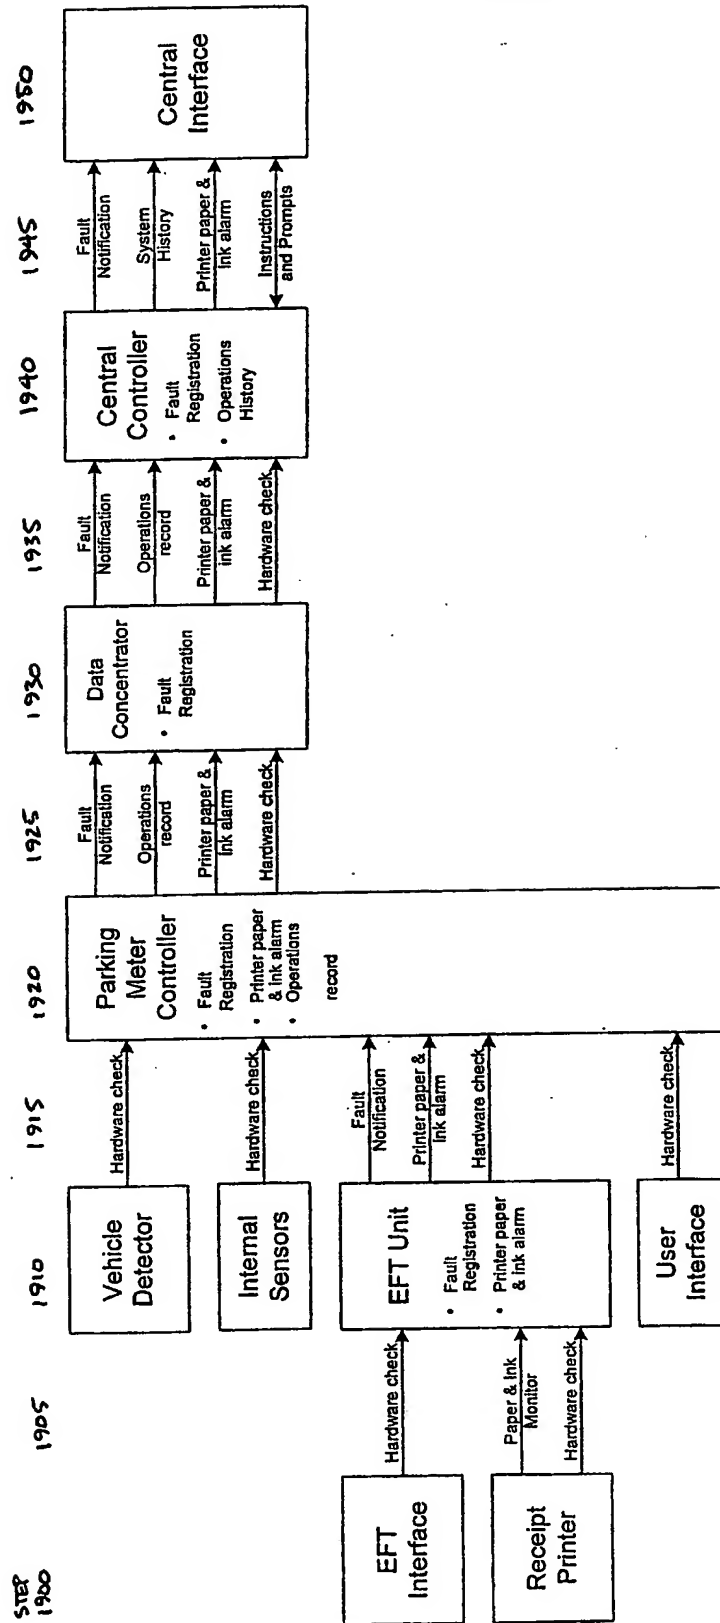 STEP
1900
1905
1910
1915
1920
1925
1930
1935
1940
1945
1950
EFT
Interface
Receipt
Printer
Hardware check
Paper & Ink
Monitor
Hardware check
Vehicle
Detector
Internal
Sensors
EFT Unit
• Fault
Registration
• Printer paper
& ink alarm
User
Interface
Hardware check
Hardware check
Fault
Notification
Printer paper &
ink alarm
Hardware check
Hardware check
Parking
Meter
Controller
• Fault
Registration
• Printer paper
& ink alarm
• Operations
record
Fault
Notification
Operations
record
Printer paper &
ink alarm
Hardware check
Data
Concentrator
• Fault
Registration
Fault
Notification
Operations
record
Printer paper &
ink alarm
Hardware check
Central
Controller
• Fault
Registration
• Operations
History
Fault
Notification
System
History
Printer paper &
Ink alarm
Instructions
and Prompts
Central
Interface